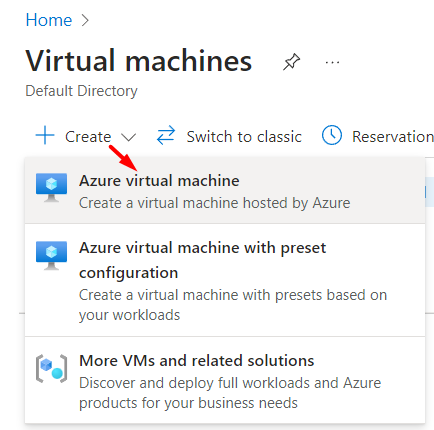 Home >
Virtual machines ...
Default Directory
+ Create Switch to classic Reservation
Azure virtual machine
Create a virtual machine hosted by Azure
Azure virtual machine with preset
configuration
Create a virtual machine with presets based on
your workloads
More VMs and related solutions
Discover and deploy full workloads and Azure
products for your business needs